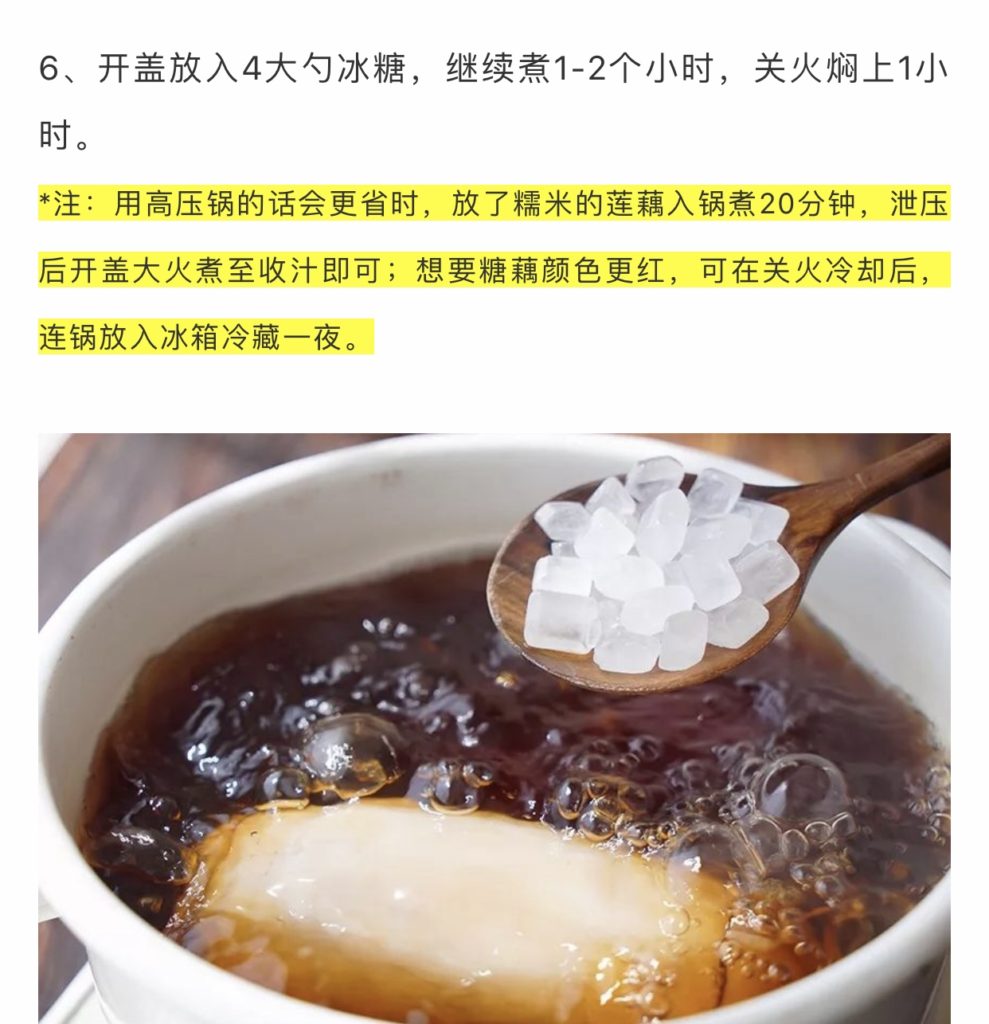 6、开盖放入4大勺冰糖，继续煮1-2个小时，关火焖上1小
时。
*注：用高压锅的话会更省时，放了糯米的莲藕入锅煮20分钟，泄压
后开盖大火煮至收汁即可；想要糖藕颜色更红，可在关火冷却后，
连锅放入冰箱冷藏一夜。